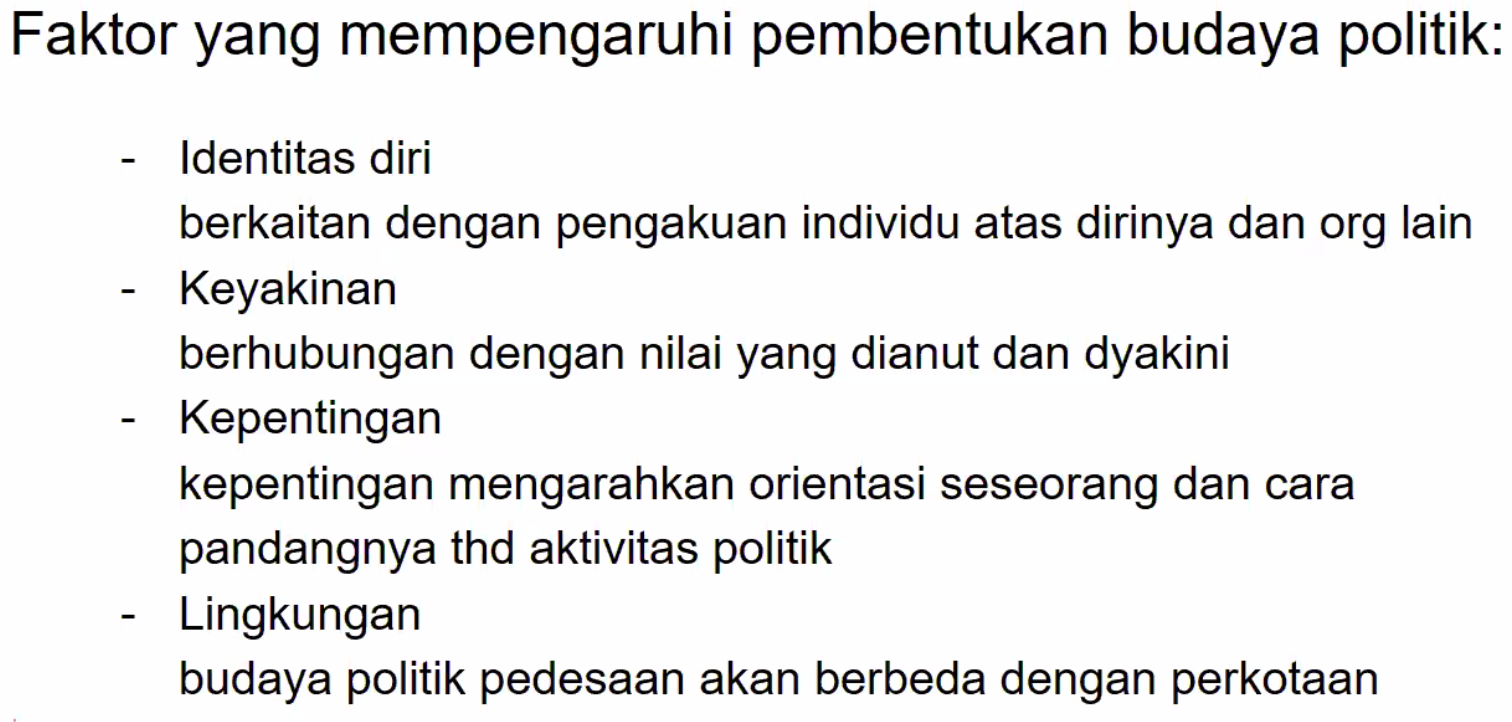 Faktor yang mempengaruhi pembentukan budaya politik:
- Identitas diri
berkaitan dengan pengakuan individu atas dirinya dan org lain
- Keyakinan
berhubungan dengan nilai yang dianut dan dyakini
- Kepentingan
kepentingan mengarahkan orientasi seseorang dan cara
pandangnya thd aktivitas politik
- Lingkungan
budaya politik pedesaan akan berbeda dengan perkotaan